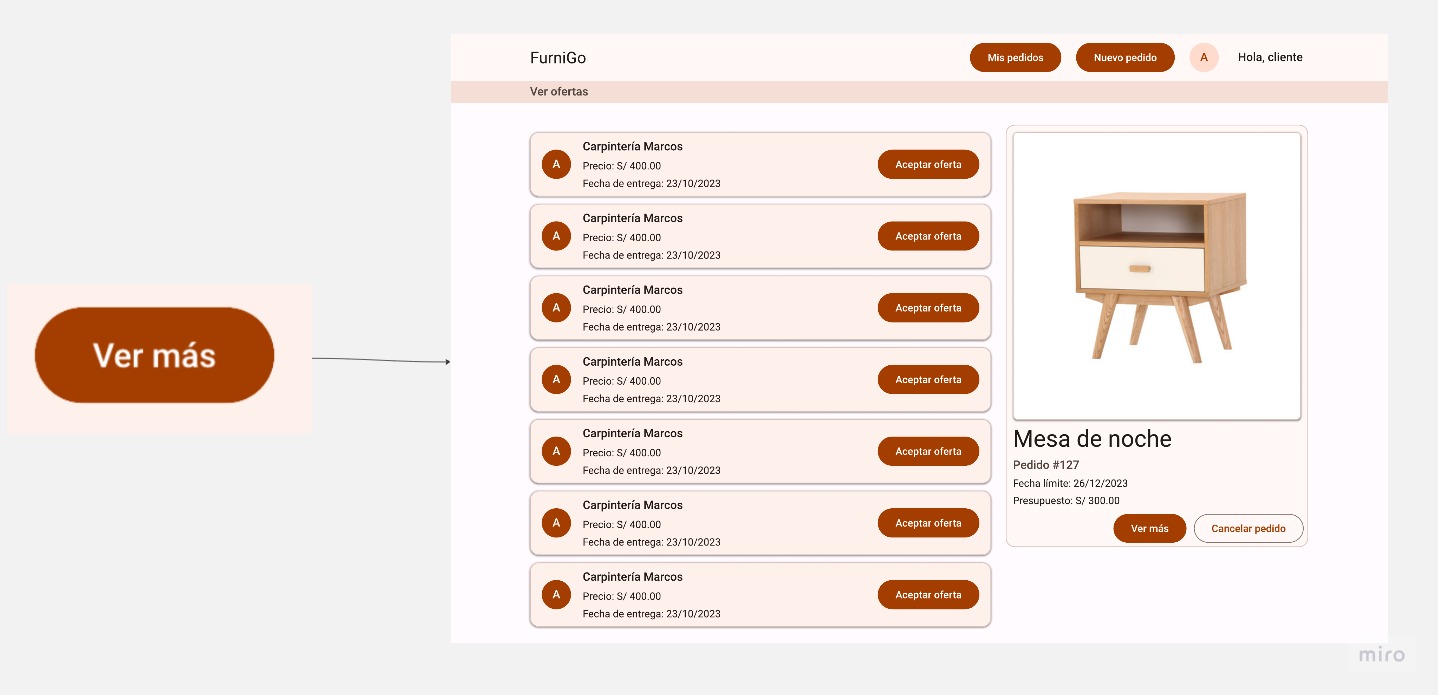 FurniGo
Mis pedidos
Nuevo pedido
A
Hola, cliente
Ver ofertas
Ver más
A
Carpintería Marcos
Precio: S/ 400.00
Fecha de entrega: 23/10/2023
Aceptar oferta
A
Carpintería Marcos
Precio: S/ 400.00
Fecha de entrega: 23/10/2023
Aceptar oferta
A
Carpintería Marcos
Precio: S/ 400.00
Fecha de entrega: 23/10/2023
Aceptar oferta
A
Carpintería Marcos
Precio: S/ 400.00
Fecha de entrega: 23/10/2023
Aceptar oferta
A
Carpintería Marcos
Precio: S/ 400.00
Fecha de entrega: 23/10/2023
Aceptar oferta
A
Carpintería Marcos
Precio: S/ 400.00
Fecha de entrega: 23/10/2023
Aceptar oferta
A
Carpintería Marcos
Precio: S/ 400.00
Fecha de entrega: 23/10/2023
Aceptar oferta
Mesa de noche
Pedido #127
Fecha límite: 26/12/2023
Presupuesto: S/ 300.00
Ver más
Cancelar pedido
miro